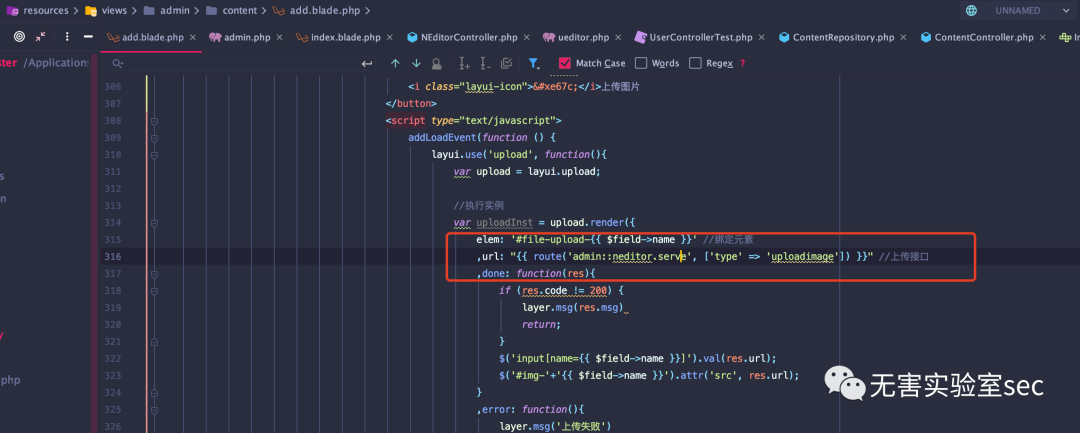 resources > views > admin > content > add.blade.php >
UNNAMED
add.blade.php × admin.php × index.blade.php × NEditorController.php × ueditor.php × UserControllerTest.php × ContentRepository.php × ContentController.php ×
/Applications
Match Case Words Regex ?
306 <i class="layui-icon">&#xe67c;</i>上传图片
307 </button>
308 <script type="text/javascript">
309 addLoadEvent(function () {
310 layui.use('upload', function(){
311 var upload = layui.upload;
312
313 //执行实例
314 var uploadInst = upload.render({
315 elem: '#file-upload-{{ $field->name }}' //绑定元素
316 ,url: "{{ route('admin::neditor.serve', ['type' => 'uploadimage']) }}" //上传接口
317 ,done: function(res){
318 if (res.code != 200) {
319 layer.msg(res.msg)
320 return;
321 }
322 $('input[name={{ $field->name }}]').val(res.url);
323 $('#img-'+'{{ $field->name }}').attr('src', res.url);
324 }
325 ,error: function(){
326 layer.msg('上传失败')
.php
无害实验室sec